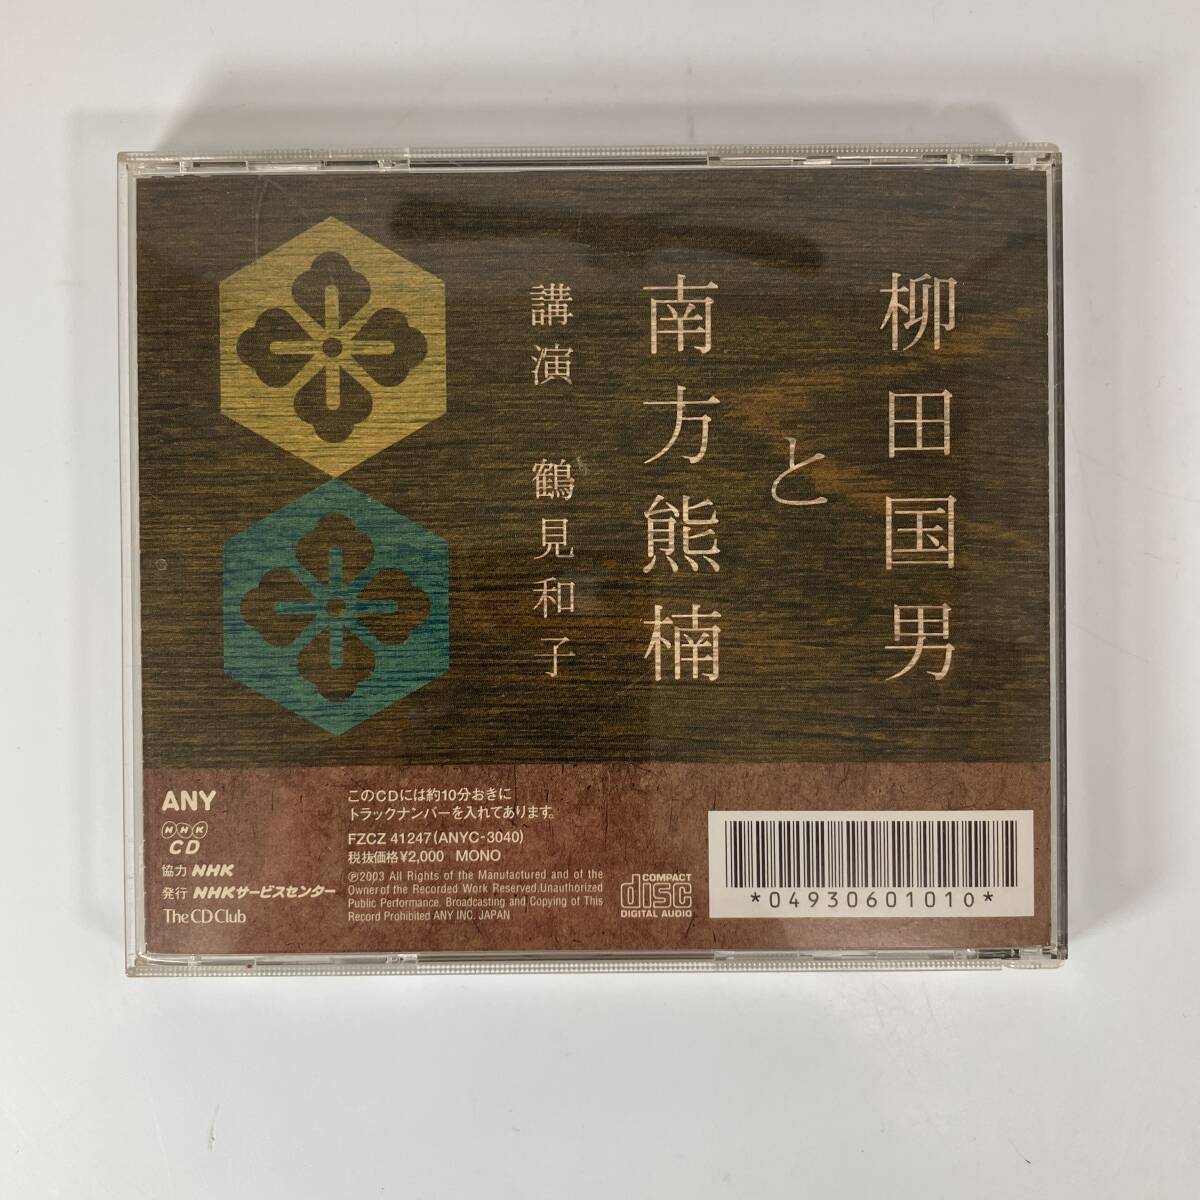 柳田国男
と
南方熊楠
講演 鶴見和子
ANY
NHK
CD
協力 NHK
発行 NHKサービスセンター
The CD Club
このCDには約10分おきに
トラックナンバーを入れてあります。
FZCZ 41247(ANYC-3040)
税抜価格¥2,000 MONO
℗2003 All Rights of the Manufactured and of the
Owner of the Recorded Work Reserved.Unauthorized
Public Performance. Broadcasting and Copying of This
Record Prohibited ANY INC. JAPAN
COMPACT
disc
DIGITAL AUDIO
*04930601010*